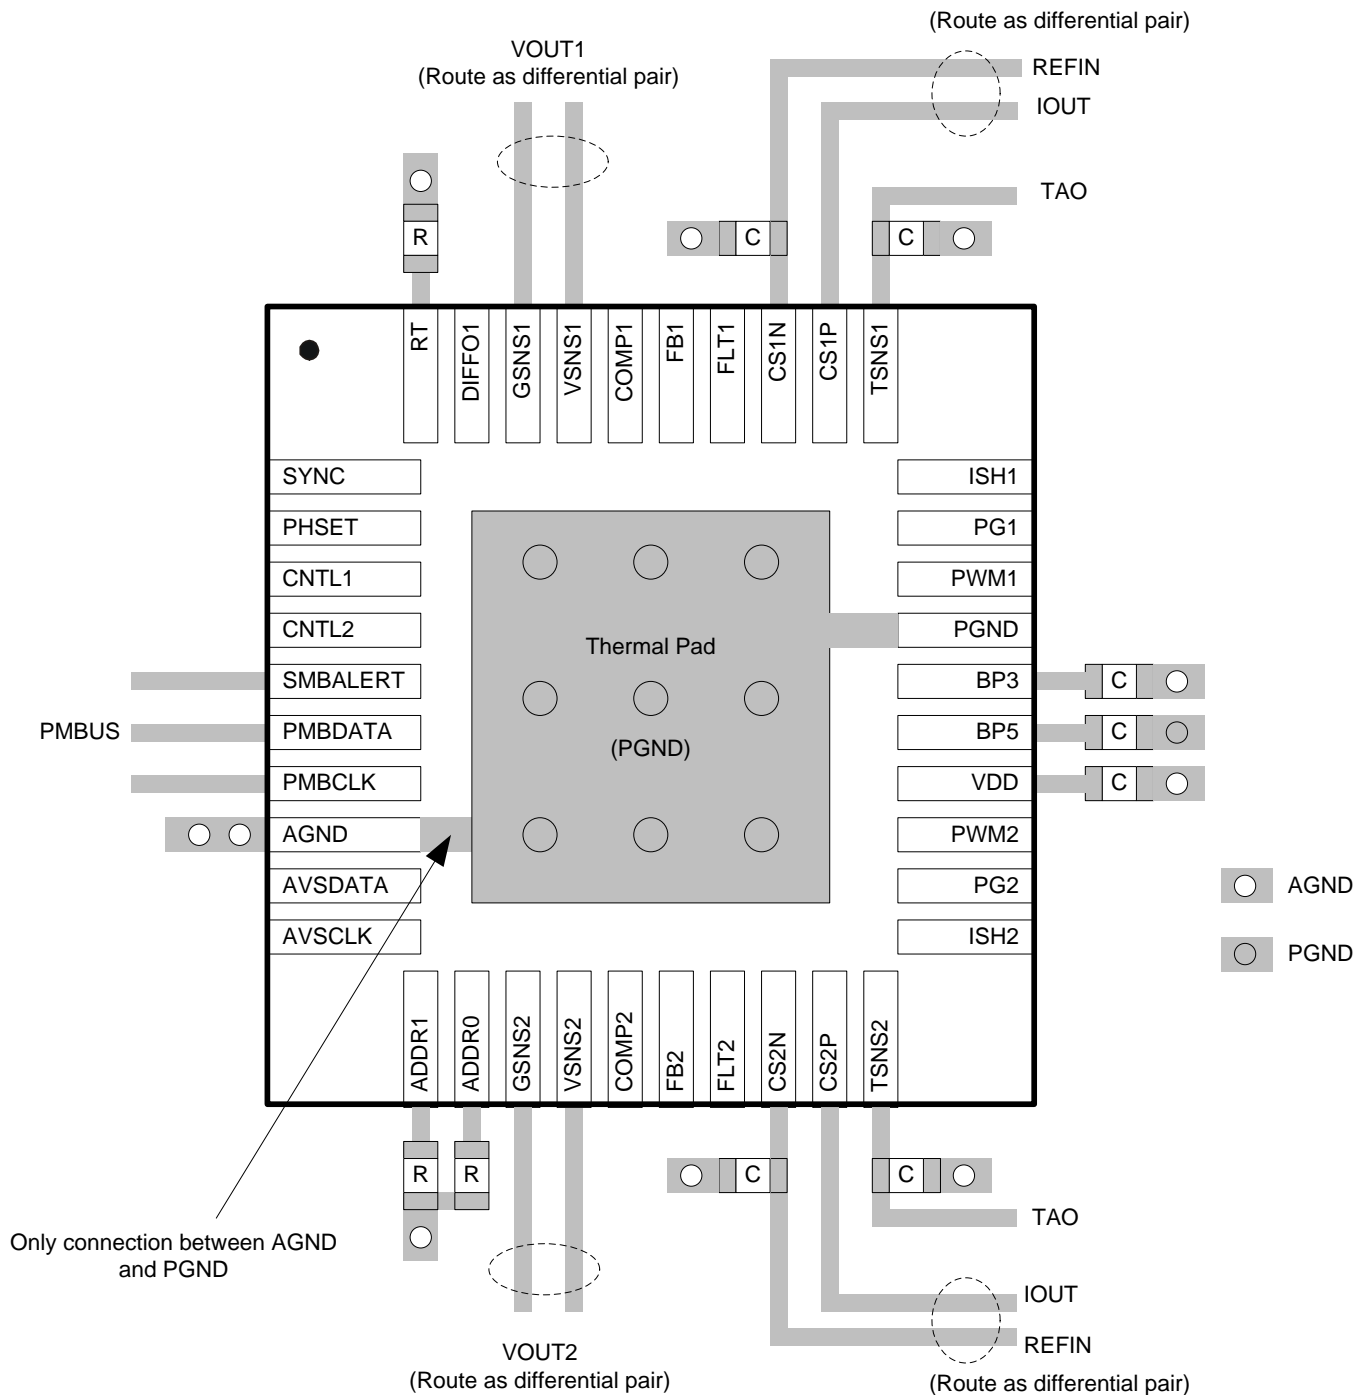 (Route as differential pair)
VOUT1
(Route as differential pair)
REFIN
IOUT
TAO
R
C
C
RT
DIFFO1
GSNS1
VSNS1
COMP1
FB1
FLT1
CS1N
CS1P
TSNS1
SYNC
PHSET
CNTL1
CNTL2
SMBALERT
PMBDATA
PMBCLK
AGND
AVSDATA
AVSCLK
PMBUS
Thermal Pad
(PGND)
ISH1
PG1
PWM1
PGND
BP3
BP5
VDD
PWM2
PG2
ISH2
C
C
C
AGND
PGND
ADDR1
ADDR0
GSNS2
VSNS2
COMP2
FB2
FLT2
CS2N
CS2P
TSNS2
R
R
C
C
TAO
Only connection between AGND
and PGND
IOUT
REFIN
VOUT2
(Route as differential pair)
(Route as differential pair)